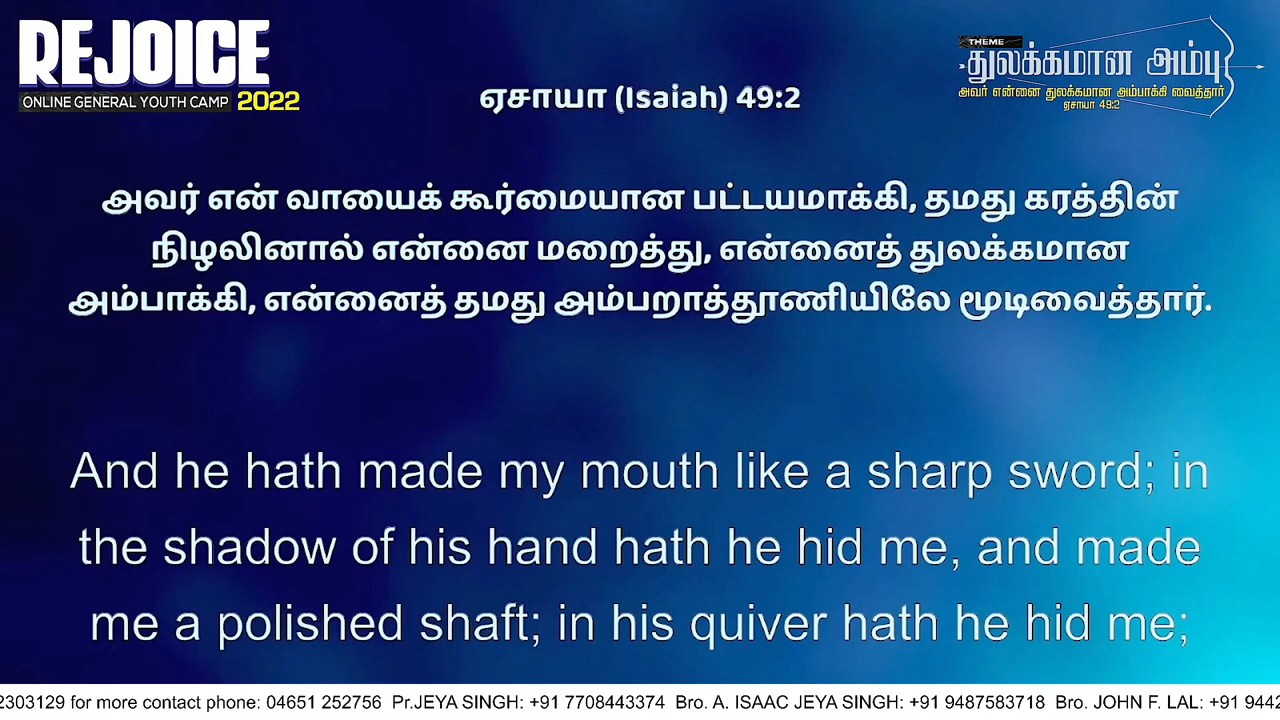 REJOICE
ONLINE GENERAL YOUTH CAMP 2022
THEME
துலக்கமான அம்பு
அவர் என்னை துலக்கமான அம்பாக்கி வைத்தார்
ஏசாயா 49:2
ஏசாயா (Isaiah) 49:2
அவர் என் வாயைக் கூர்மையான பட்டயமாக்கி, தமது கரத்தின்
நிழலினால் என்னை மறைத்து, என்னைத் துலக்கமான
அம்பாக்கி, என்னைத் தமது அம்பறாத்தூணியிலே மூடிவைத்தார்.
And he hath made my mouth like a sharp sword; in
the shadow of his hand hath he hid me, and made
me a polished shaft; in his quiver hath he hid me;
2303129 for more contact phone: 04651 252756 Pr.JEYA SINGH: +91 7708443374 Bro. A. ISAAC JEYA SINGH: +91 9487583718 Bro. JOHN F. LAL: +91 9442